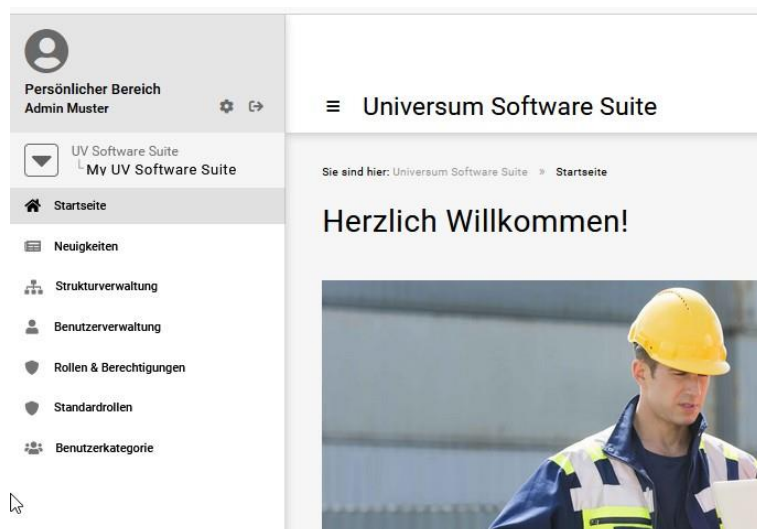 Persönlicher Bereich
Admin Muster
UV Software Suite
My UV Software Suite
Startseite
Neuigkeiten
Strukturverwaltung
Benutzerverwaltung
Rollen & Berechtigungen
Standardrollen
Benutzerkategorie
Universum Software Suite
Sie sind hier: Universum Software Suite » Startseite
Herzlich Willkommen!